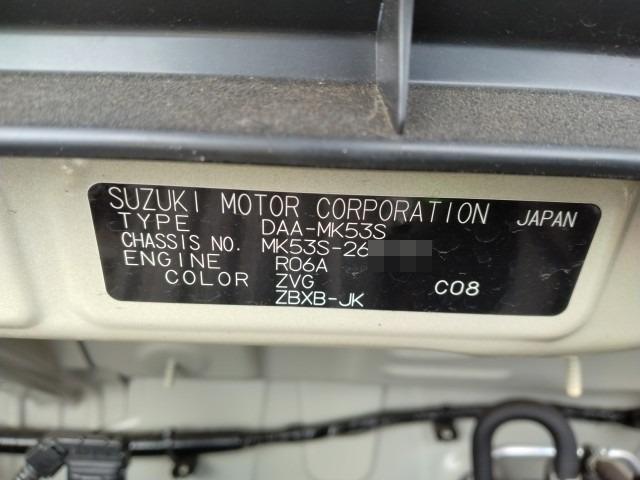 SUZUKI MOTOR CORPORATION JAPAN
TYPE DAA-MK53S
CHASSIS NO. MK53S-26
ENGINE R06A
COLOR ZVG C08
ZBXB-JK